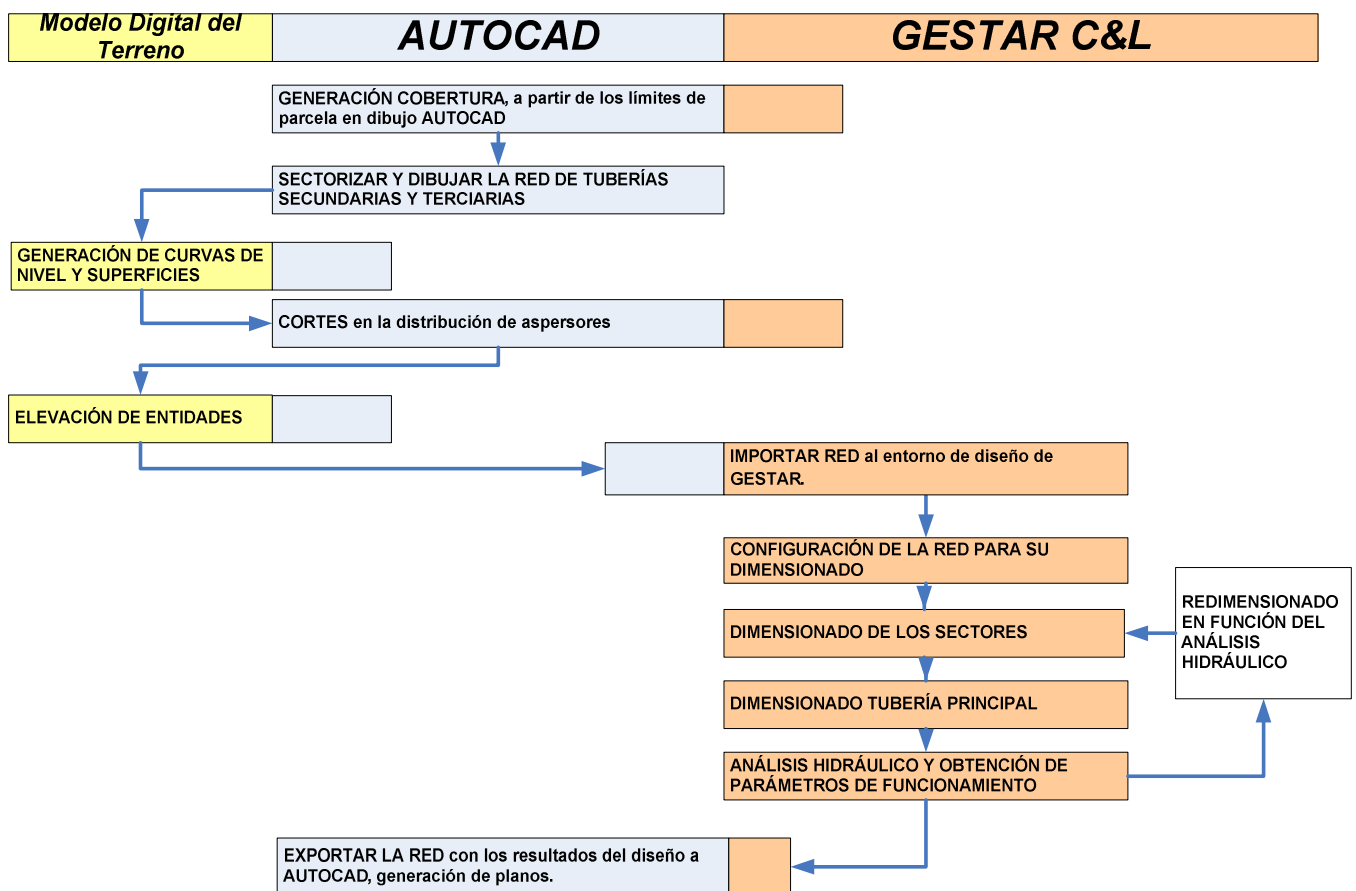 Modelo Digital del
Terreno
AUTOCAD
GESTAR C&L
GENERACIÓN COBERTURA, a partir de los límites de
parcela en dibujo AUTOCAD
SECTORIZAR Y DIBUJAR LA RED DE TUBERÍAS
SECUNDARIAS Y TERCIARIAS
GENERACIÓN DE CURVAS DE
NIVEL Y SUPERFICIES
CORTES en la distribución de aspersores
ELEVACIÓN DE ENTIDADES
IMPORTAR RED al entorno de diseño de
GESTAR.
CONFIGURACIÓN DE LA RED PARA SU
DIMENSIONADO
DIMENSIONADO DE LOS SECTORES
REDIMENSIONADO
EN FUNCIÓN DEL
ANÁLISIS
HIDRÁULICO
DIMENSIONADO TUBERÍA PRINCIPAL
ANÁLISIS HIDRÁULICO Y OBTENCIÓN DE
PARÁMETROS DE FUNCIONAMIENTO
EXPORTAR LA RED con los resultados del diseño a
AUTOCAD, generación de planos.